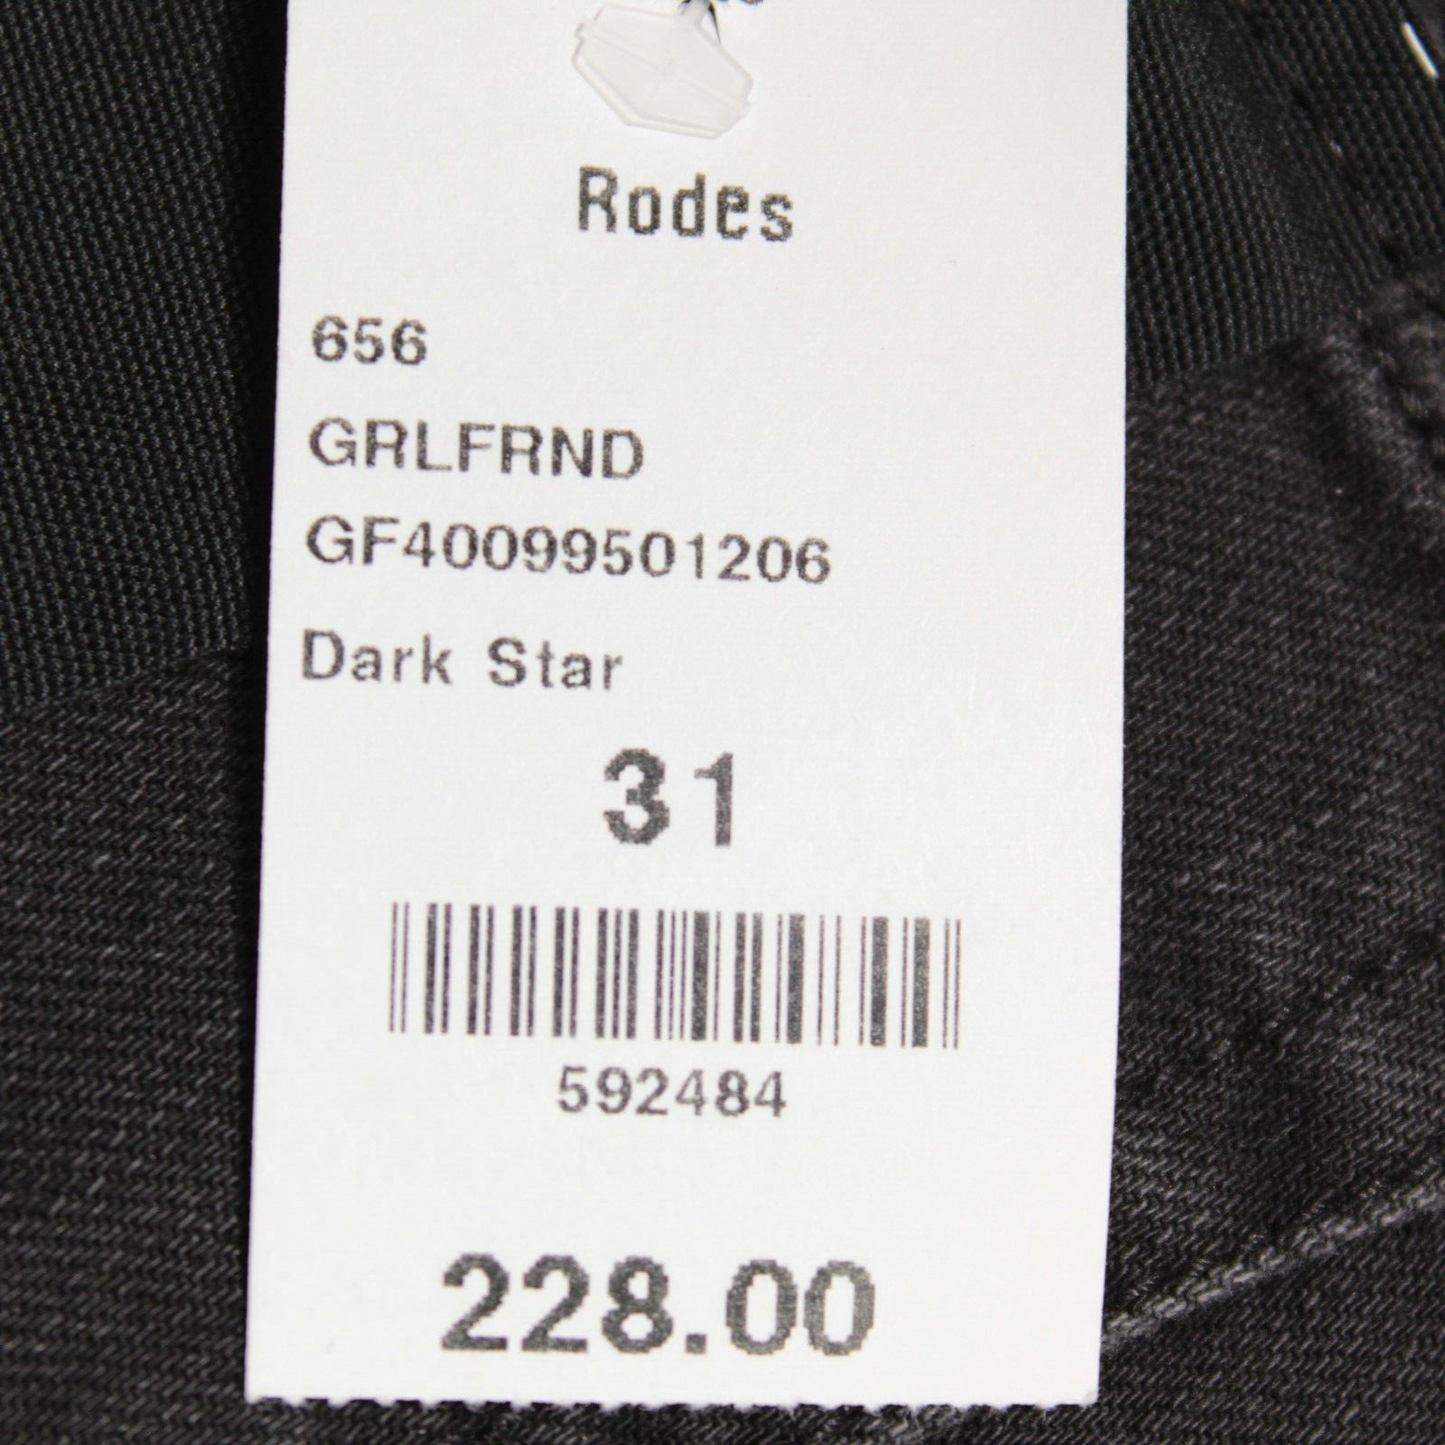 Rodes
656
GRLFRND
GF40099501206
Dark Star
31
592484
228.00